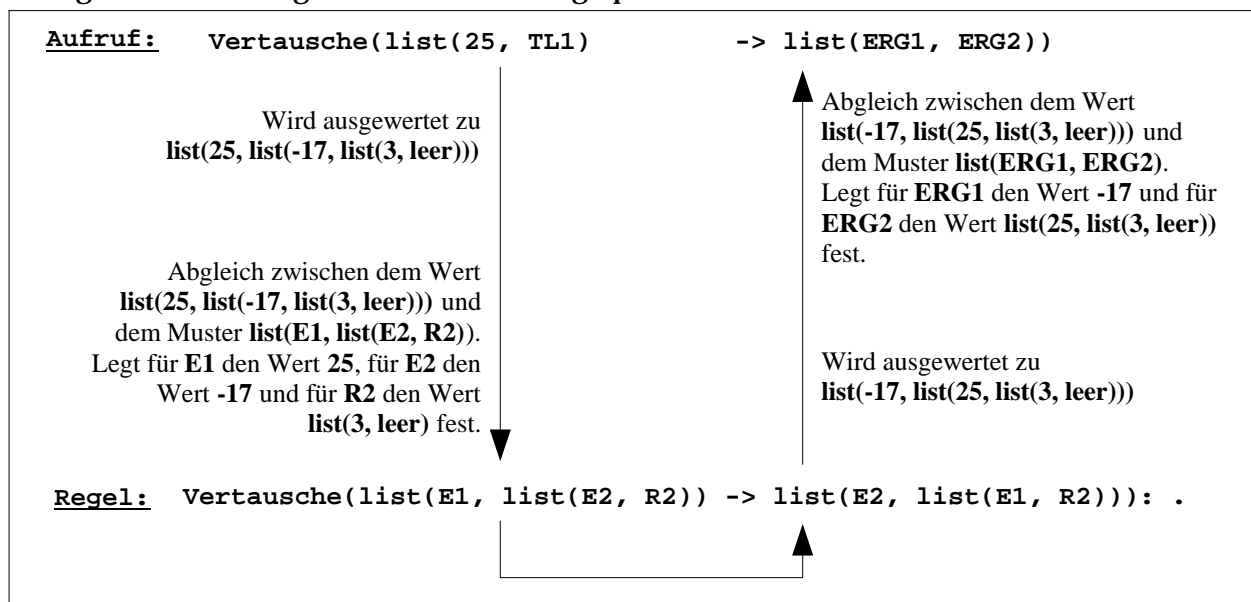 Aufruf: Vertausche(list(25, TL1) -> list(ERG1, ERG2))
Wird ausgewertet zu
list(25, list(-17, list(3, leer)))
Abgleich zwischen dem Wert
list(25, list(-17, list(3, leer))) und
dem Muster list(E1, list(E2, R2)).
Legt für E1 den Wert 25, für E2 den
Wert -17 und für R2 den Wert
list(3, leer) fest.
Abgleich zwischen dem Wert
list(-17, list(25, list(3, leer))) und
dem Muster list(ERG1, ERG2).
Legt für ERG1 den Wert -17 und für
ERG2 den Wert list(25, list(3, leer))
fest.
Wird ausgewertet zu
list(-17, list(25, list(3, leer)))
Regel: Vertausche(list(E1, list(E2, R2)) -> list(E2, list(E1, R2))): .